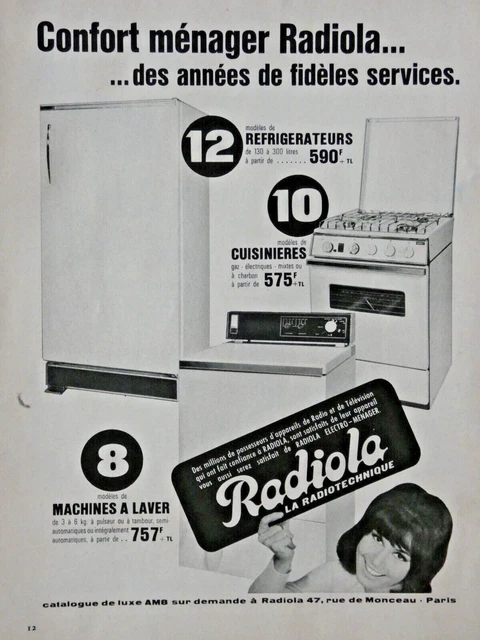 Confort ménager Radiola...
...des années de fidèles services.
12
modèles de
REFRIGERATEURS
de 130 à 300 litres
à partir de ....... 590F + TL
10
modèles de
CUISINIERES
gaz - électriques - mixtes ou
à charbon
à partir de 575F + TL
Des millions de possesseurs d'appareils de Radio et de Télévision
qui ont fait confiance à RADIOLA, sont satisfaits de leur appareil
vous aussi serez satisfait de RADIOLA ELECTRO-MÉNAGER.
Radiola
LA RADIOTECHNIQUE
8
modèles de
MACHINES A LAVER
de 3 à 6 kg: à pulseur ou à tambour, semi
automatiques ou intégralement
automatiques, à partir de .. 757F + TL
catalogue de luxe AM8 sur demande à Radiola 47, rue de Monceau - Paris
12